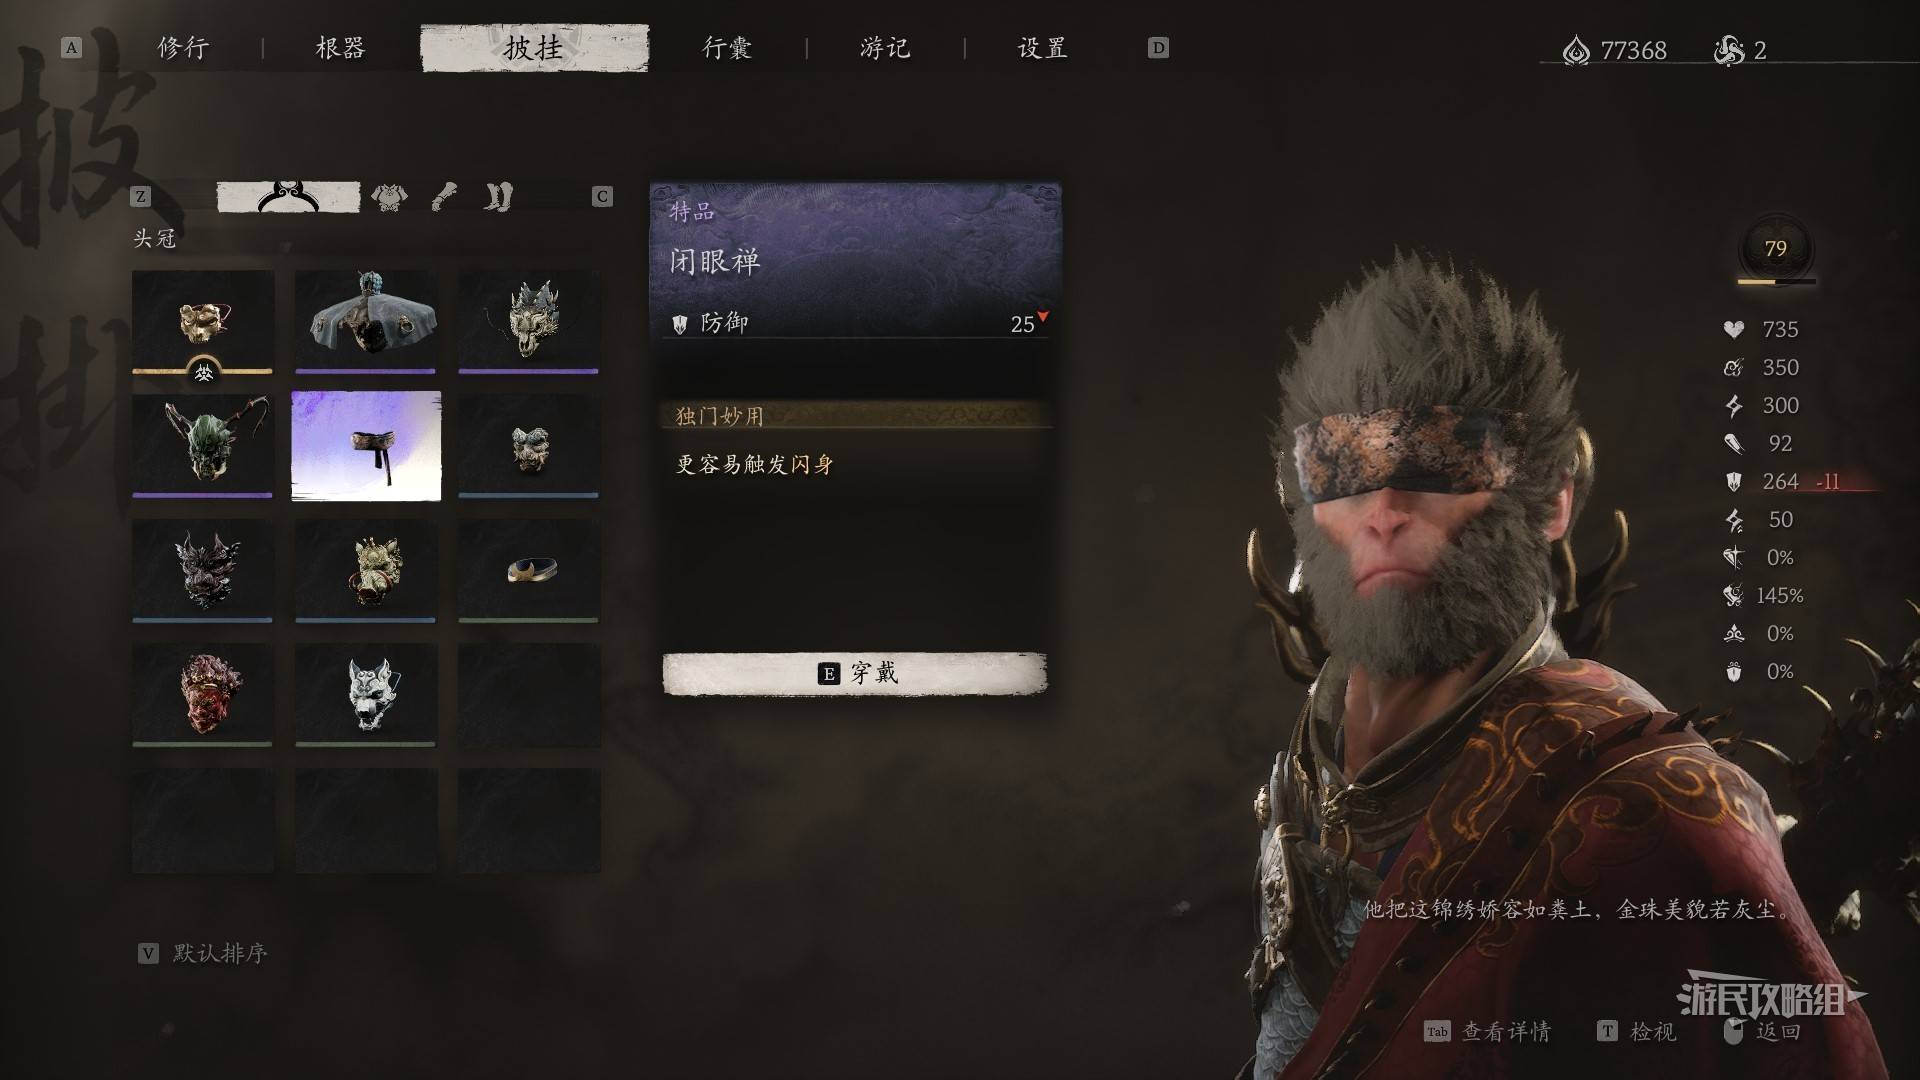 A 修行 | 根器 披挂 行囊 | 游记 | 设置 D
77368 2
披挂
Z C
头冠
特品
闭眼禅
防御 25
独门妙用
更容易触发闪身
E 穿戴
79
735
350
300
92
264 -11
50
0%
145%
0%
0%
他把这锦绣娇容如粪土，金珠美貌若灰尘。
V 默认排序
游民攻略组
Tab 查看详情 T 检视 返回